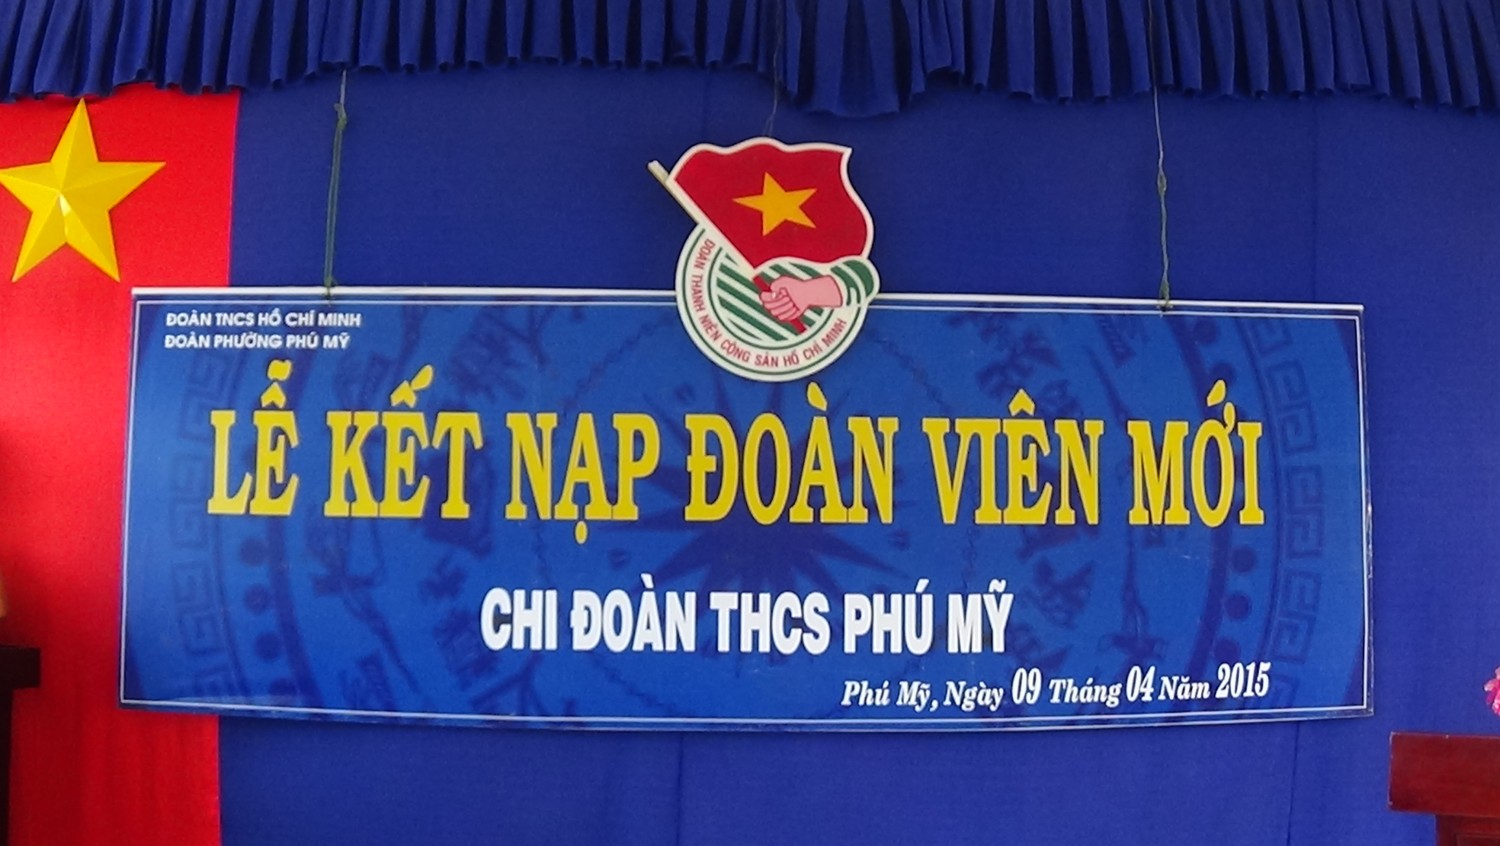 ĐOÀN THANH NIÊN CỘNG SẢN HỒ CHÍ MINH
ĐOÀN TNCS HỒ CHÍ MINH
ĐOÀN PHƯỜNG PHÚ MỸ
LỄ KẾT NẠP ĐOÀN VIÊN MỚI
CHI ĐOÀN THCS PHÚ MỸ
Phú Mỹ, Ngày 09 Tháng 04 Năm 2015